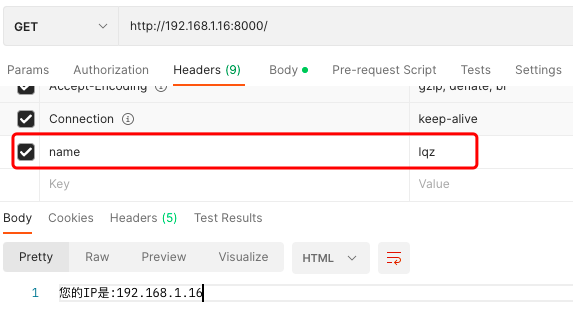 GET http://192.168.1.16:8000/
Params Authorization Headers (9) Body Pre-request Script Tests Settings
Accept-Encoding gzip, deflate, br
Connection keep-alive
name lqz
Key Value
Body Cookies Headers (5) Test Results
Pretty Raw Preview Visualize HTML
1 您的IP是:192.168.1.16